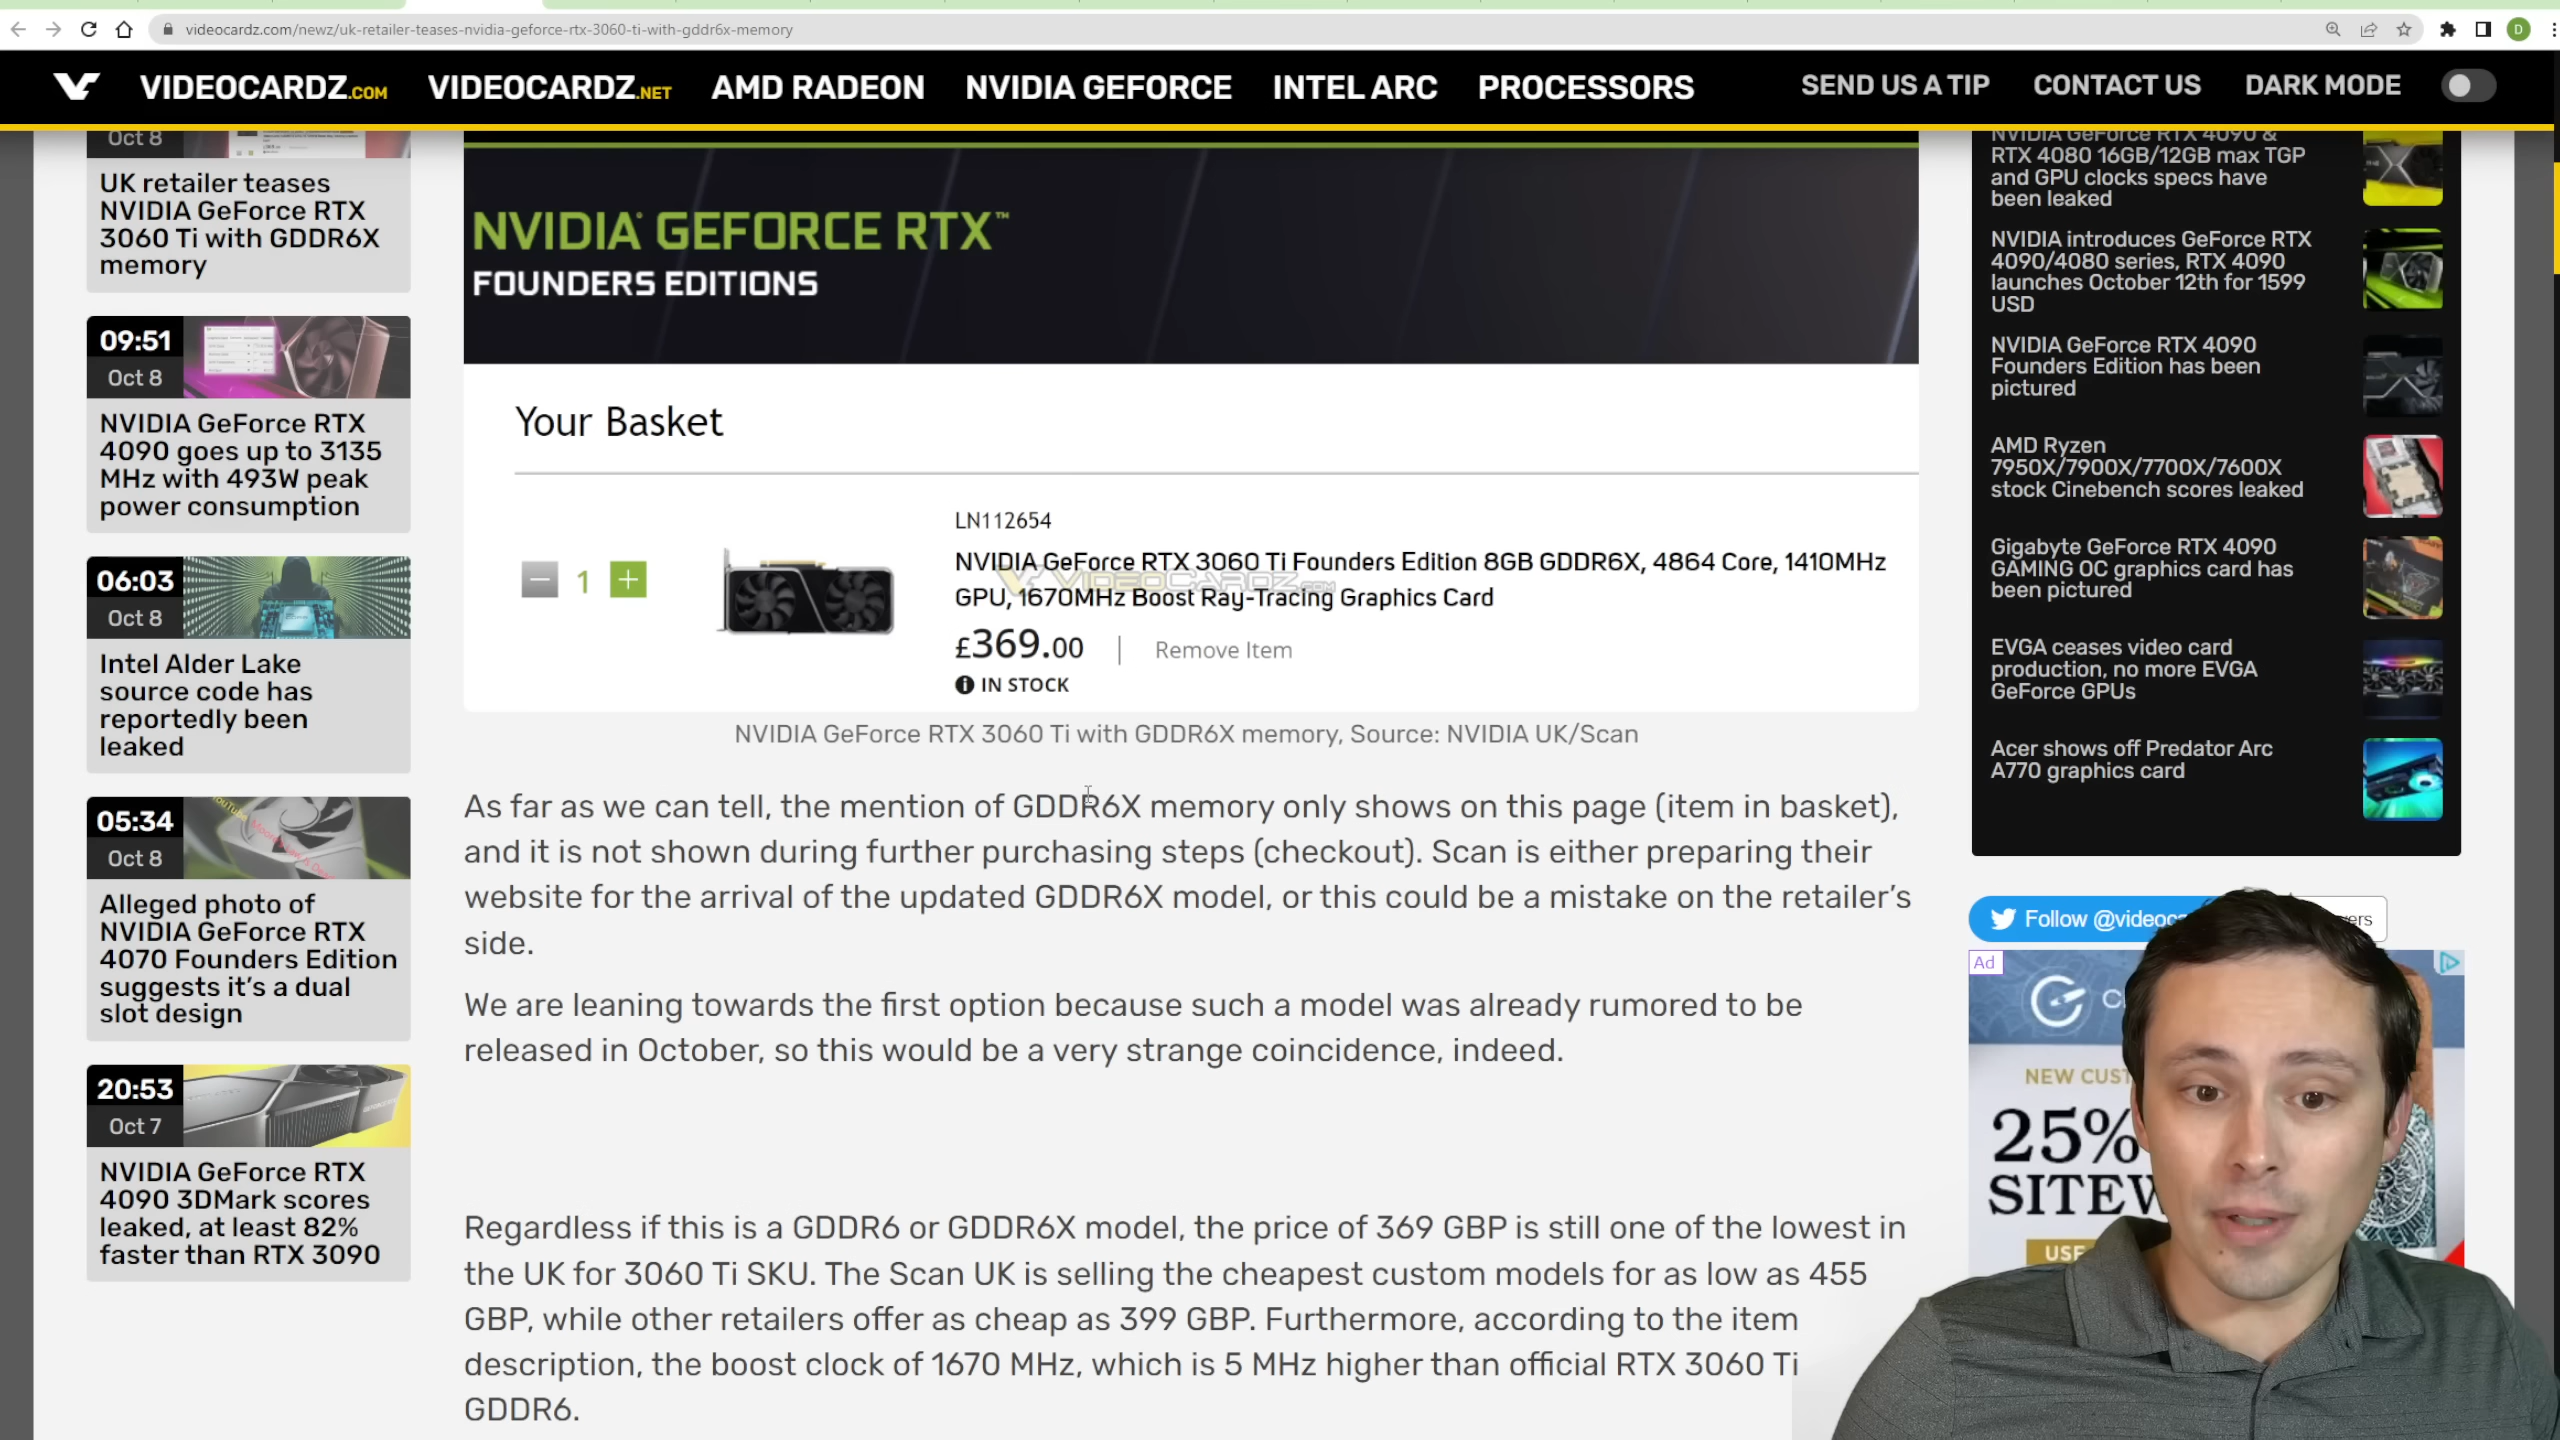 videocardz.com/newz/uk-retailer-teases-nvidia-geforce-rtx-3060-ti-with-gddr6x-memory
D
VIDEOCARDZ.COM
VIDEOCARDZ.NET
AMD RADEON
NVIDIA GEFORCE
INTEL ARC
PROCESSORS
SEND US A TIP
CONTACT US
DARK MODE
Oct 8
UK retailer teases
NVIDIA GeForce RTX
3060 Ti with GDDR6X
memory
09:51
Oct 8
NVIDIA GeForce RTX
4090 goes up to 3135
MHz with 493W peak
power consumption
06:03
Oct 8
Intel Alder Lake
source code has
reportedly been
leaked
05:34
Oct 8
Alleged photo of
NVIDIA GeForce RTX
4070 Founders Edition
suggests it's a dual
slot design
20:53
Oct 7
NVIDIA GeForce RTX
4090 3DMark scores
leaked, at least 82%
faster than RTX 3090
NVIDIA GEFORCE RTX™
FOUNDERS EDITIONS
Your Basket
1
LN112654
NVIDIA GeForce RTX 3060 Ti Founders Edition 8GB GDDR6X, 4864 Core, 1410MHz
GPU, 1670MHz Boost Ray-Tracing Graphics Card
VIDEOCARDZ.COM
£369.00
Remove Item
IN STOCK
NVIDIA GeForce RTX 3060 Ti with GDDR6X memory, Source: NVIDIA UK/Scan
As far as we can tell, the mention of GDDR6X memory only shows on this page (item in basket),
and it is not shown during further purchasing steps (checkout). Scan is either preparing their
website for the arrival of the updated GDDR6X model, or this could be a mistake on the retailer's
side.
We are leaning towards the first option because such a model was already rumored to be
released in October, so this would be a very strange coincidence, indeed.
Regardless if this is a GDDR6 or GDDR6X model, the price of 369 GBP is still one of the lowest in
the UK for 3060 Ti SKU. The Scan UK is selling the cheapest custom models for as low as 455
GBP, while other retailers offer as cheap as 399 GBP. Furthermore, according to the item
description, the boost clock of 1670 MHz, which is 5 MHz higher than official RTX 3060 Ti
GDDR6.
NVIDIA GeForce RTX 4090 &
RTX 4080 16GB/12GB max TGP
and GPU clocks specs have
been leaked
NVIDIA introduces GeForce RTX
4090/4080 series, RTX 4090
launches October 12th for 1599
USD
NVIDIA GeForce RTX 4090
Founders Edition has been
pictured
AMD Ryzen
7950X/7900X/7700X/7600X
stock Cinebench scores leaked
Gigabyte GeForce RTX 4090
GAMING OC graphics card has
been pictured
EVGA ceases video card
production, no more EVGA
GeForce GPUs
Acer shows off Predator Arc
A770 graphics card
Follow @videoc
ers
Ad
NEW CUST
25%
SITEW
USE